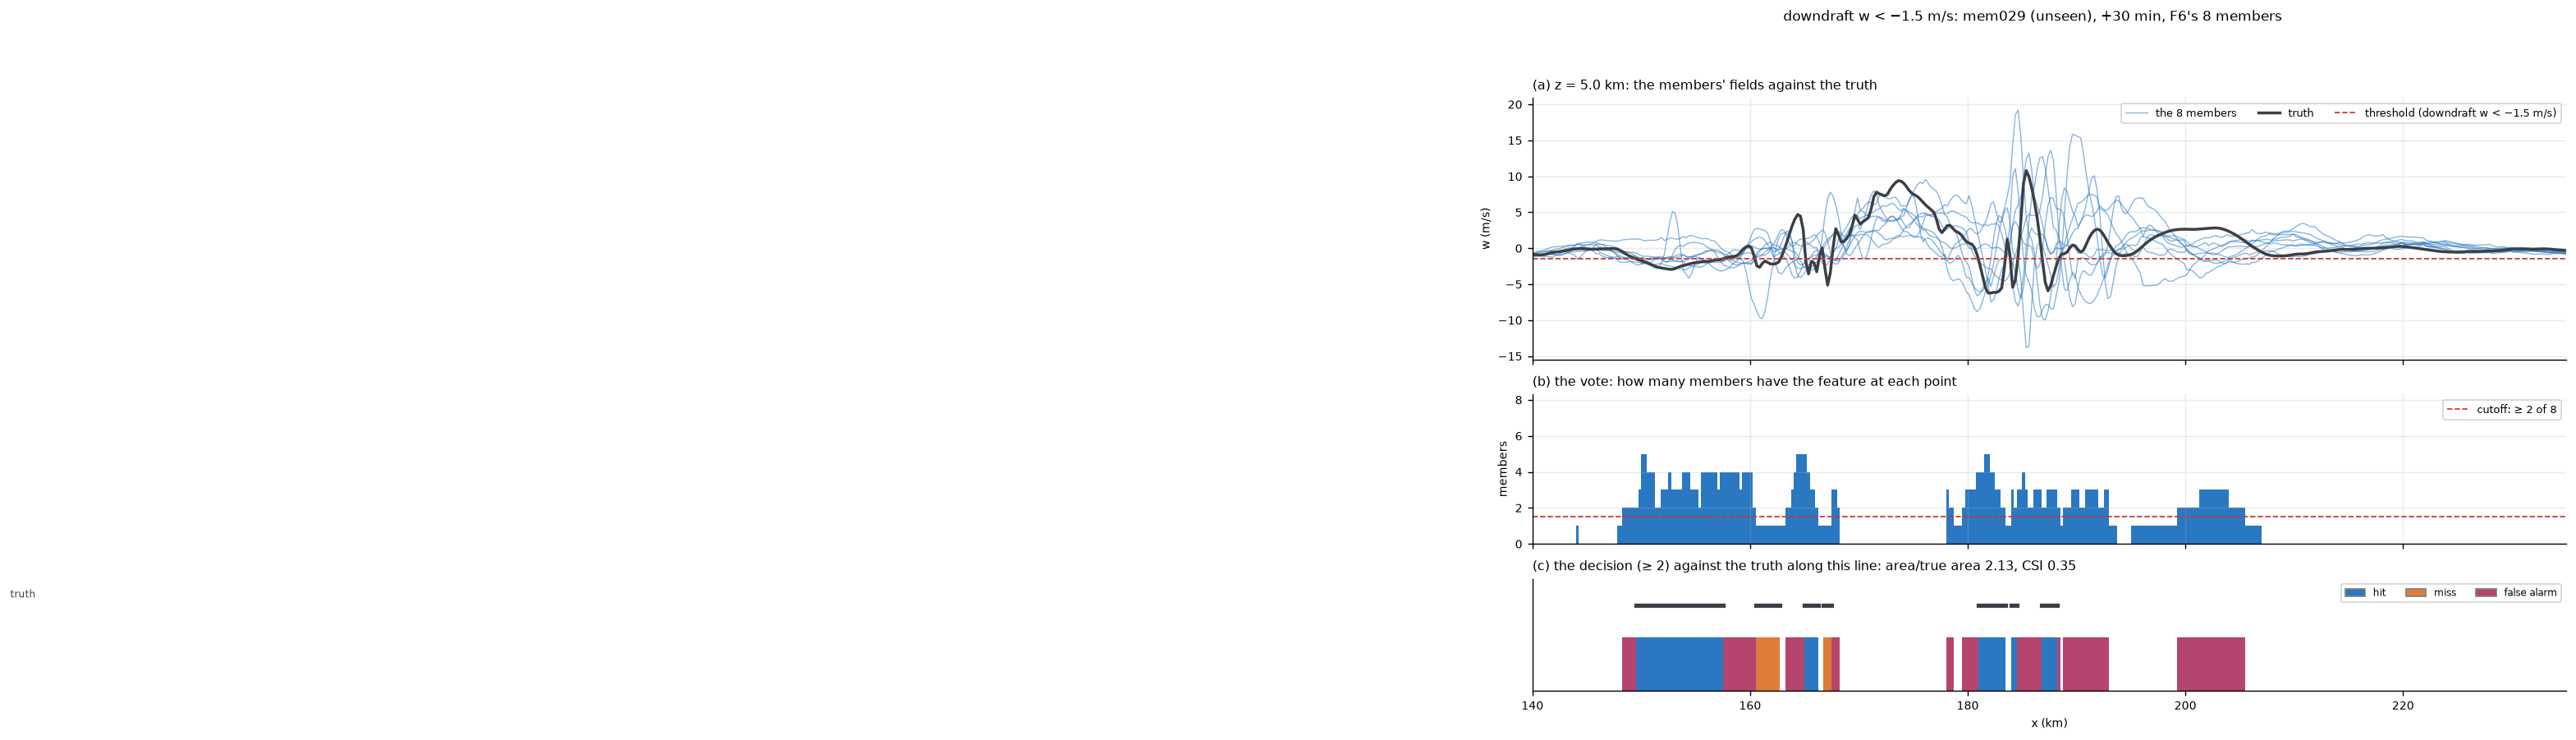 downdraft w < −1.5 m/s: mem029 (unseen), +30 min, F6's 8 members
(a) z = 5.0 km: the members' fields against the truth
the 8 members truth threshold (downdraft w < −1.5 m/s)
20
15
10
5
0
−5
−10
−15
w (m/s)
(b) the vote: how many members have the feature at each point
cutoff: ≥ 2 of 8
8
6
4
2
0
members
(c) the decision (≥ 2) against the truth along this line: area/true area 2.13, CSI 0.35
hit miss false alarm
truth
140 160 180 200 220
x (km)